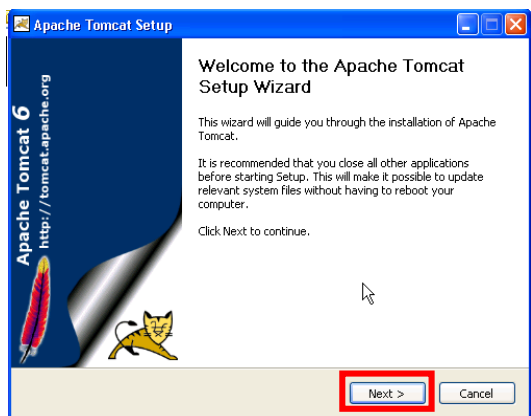 Apache Tomcat Setup
Apache Tomcat 6
http://tomcat.apache.org
Welcome to the Apache Tomcat
Setup Wizard
This wizard will guide you through the installation of Apache
Tomcat.
It is recommended that you close all other applications
before starting Setup. This will make it possible to update
relevant system files without having to reboot your
computer.
Click Next to continue.
Next >
Cancel